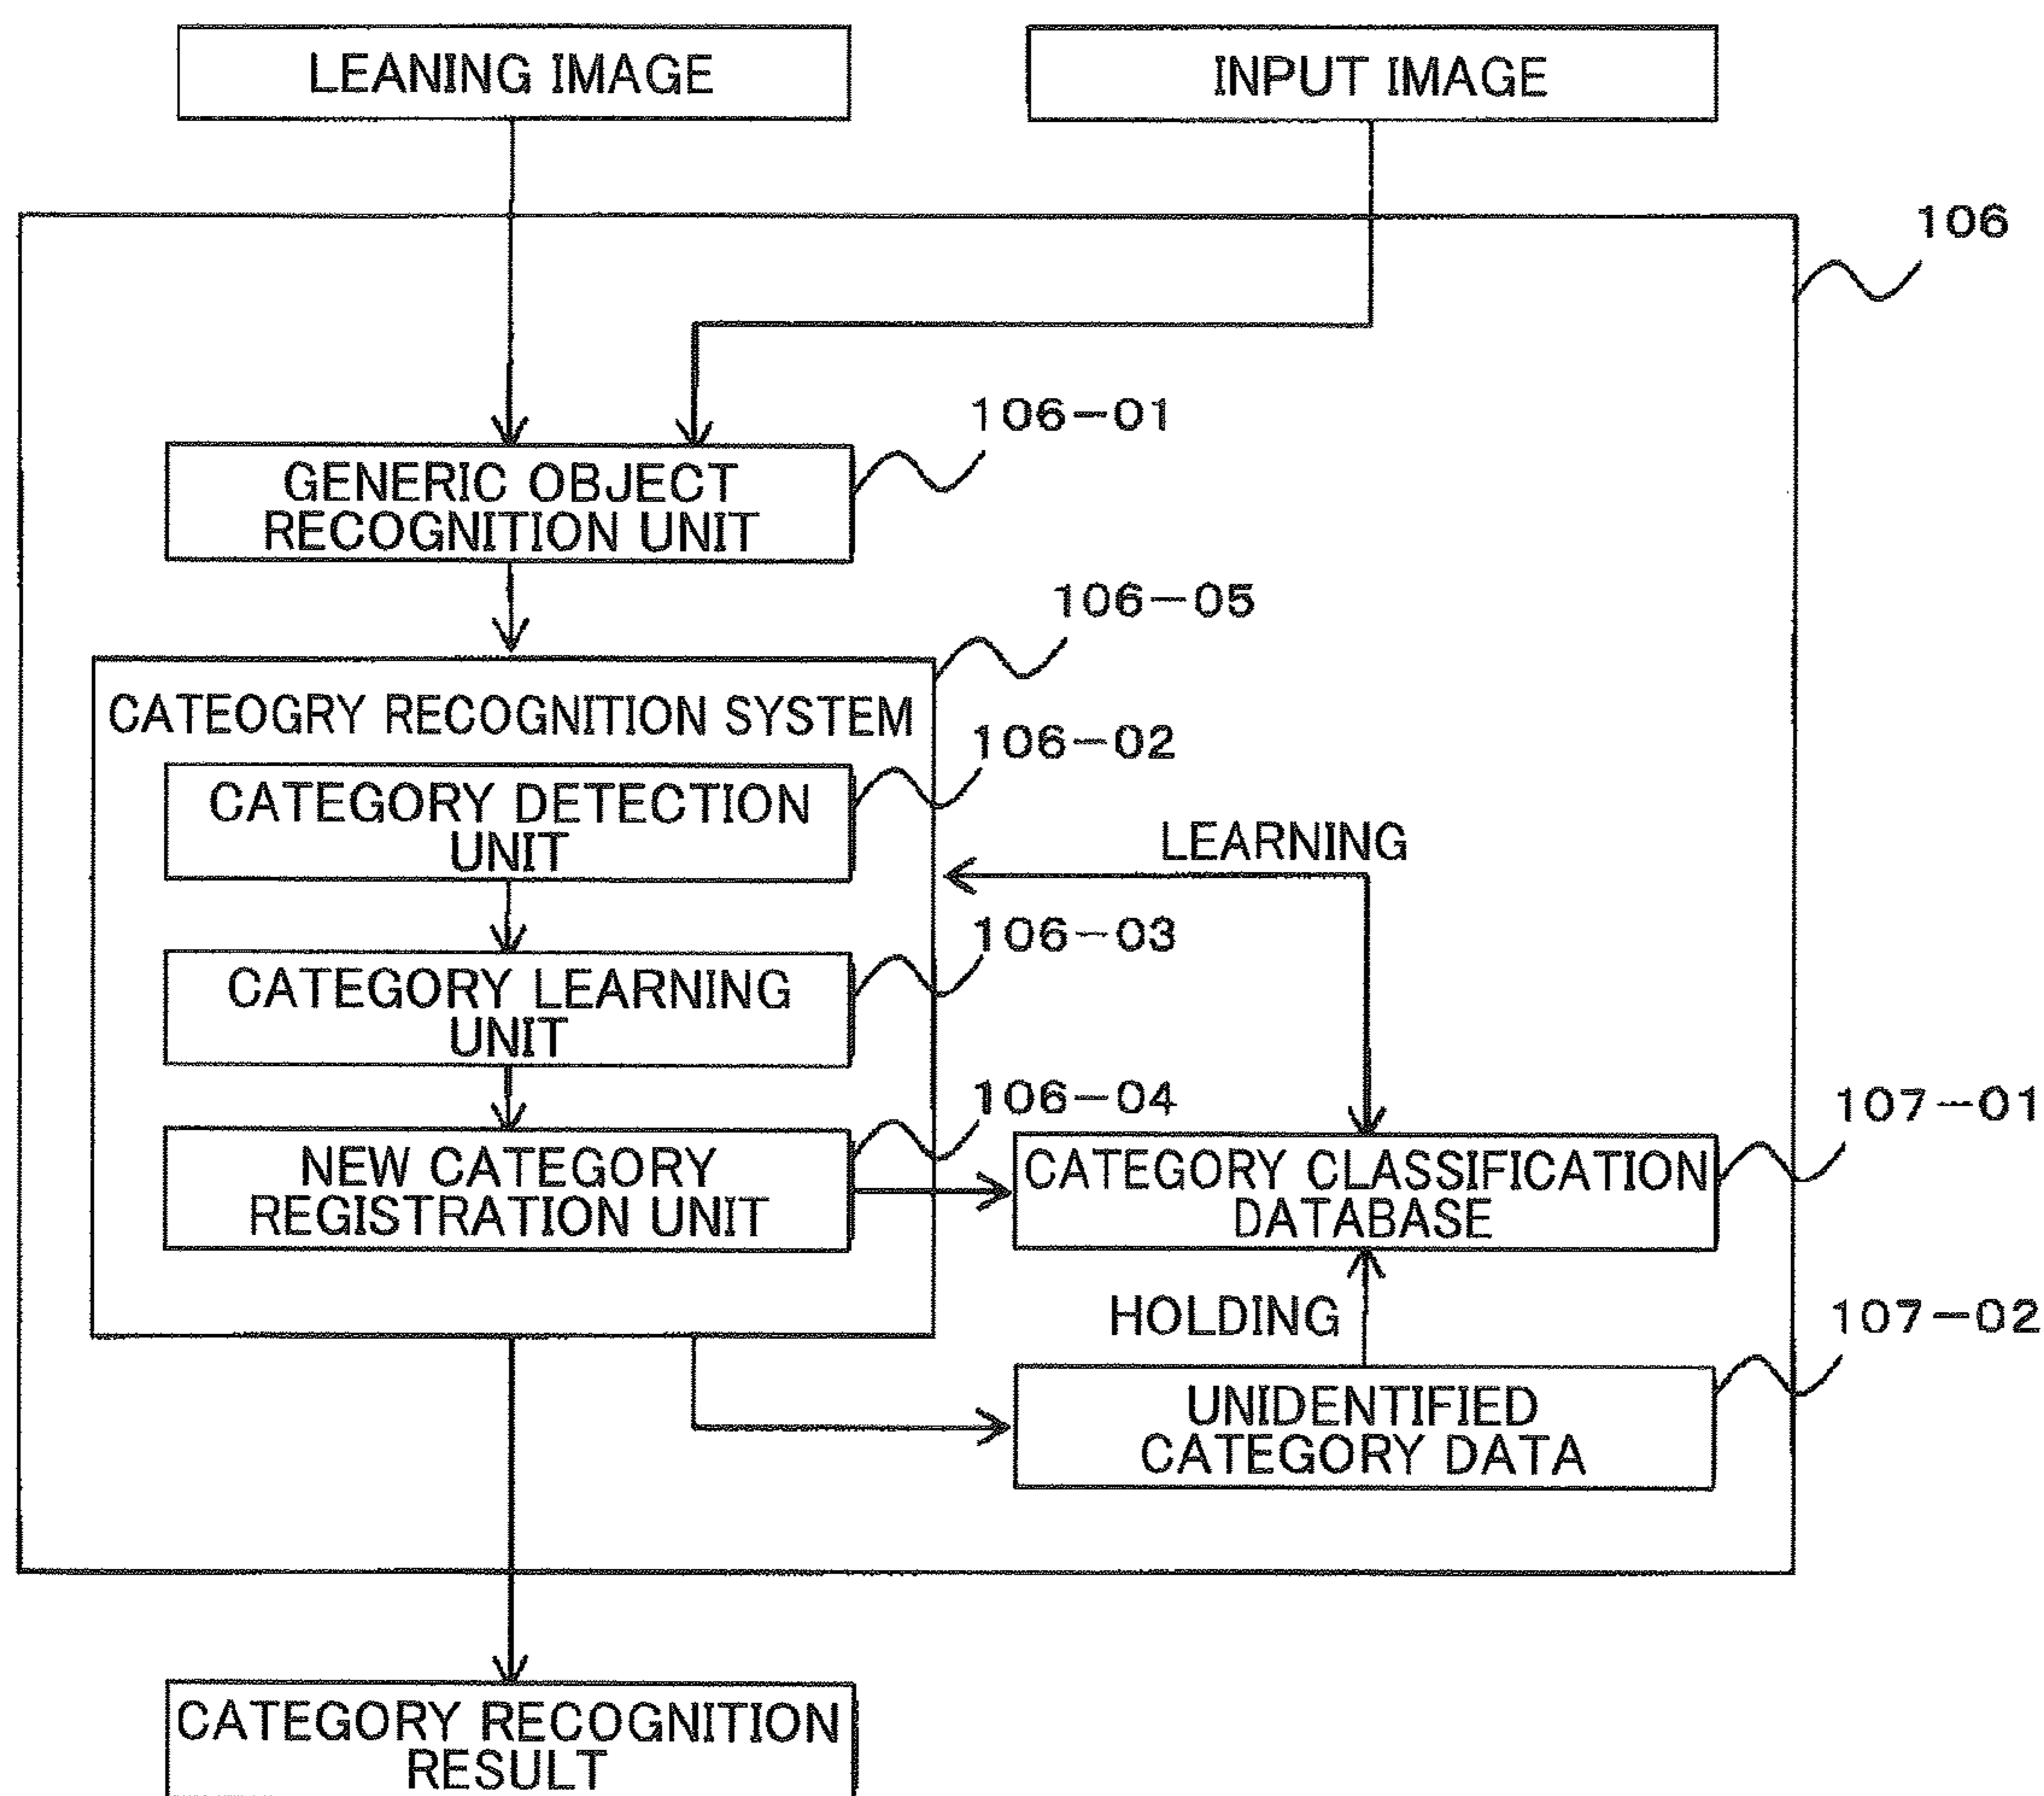 LEANING IMAGE
INPUT IMAGE
106
106-01
GENERIC OBJECT
RECOGNITION UNIT
106-05
CATEOGRY RECOGNITION SYSTEM
106-02
CATEGORY DETECTION
UNIT
LEARNING
106-03
CATEGORY LEARNING
UNIT
106-04
107-01
NEW CATEGORY
REGISTRATION UNIT
CATEGORY CLASSIFICATION
DATABASE
HOLDING
107-02
UNIDENTIFIED
CATEGORY DATA
CATEGORY RECOGNITION
RESULT